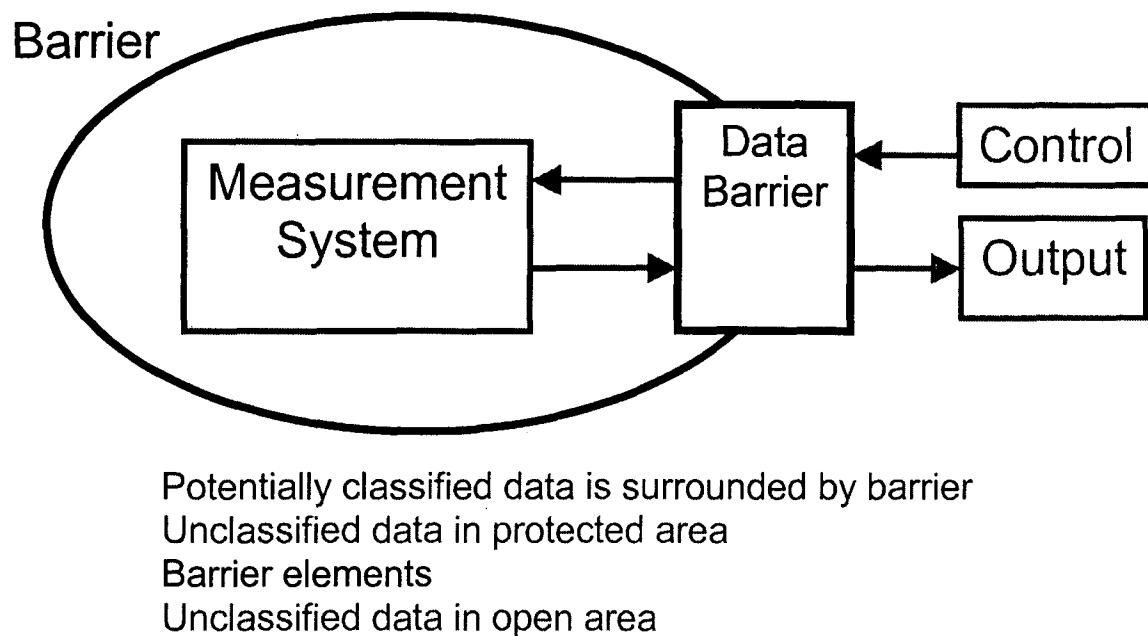 Barrier
Measurement
System
Data
Barrier
Control
Output
Potentially classified data is surrounded by barrier
Unclassified data in protected area
Barrier elements
Unclassified data in open area